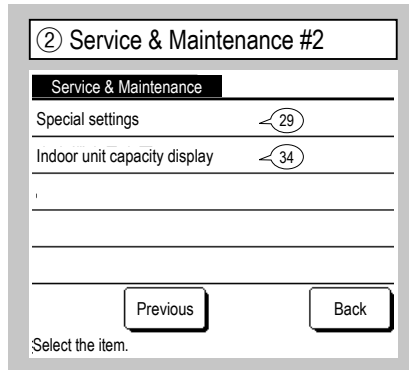 ② Service & Maintenance #2
Service & Maintenance
Special settings 29
Indoor unit capacity display 34
Previous Back
Select the item.